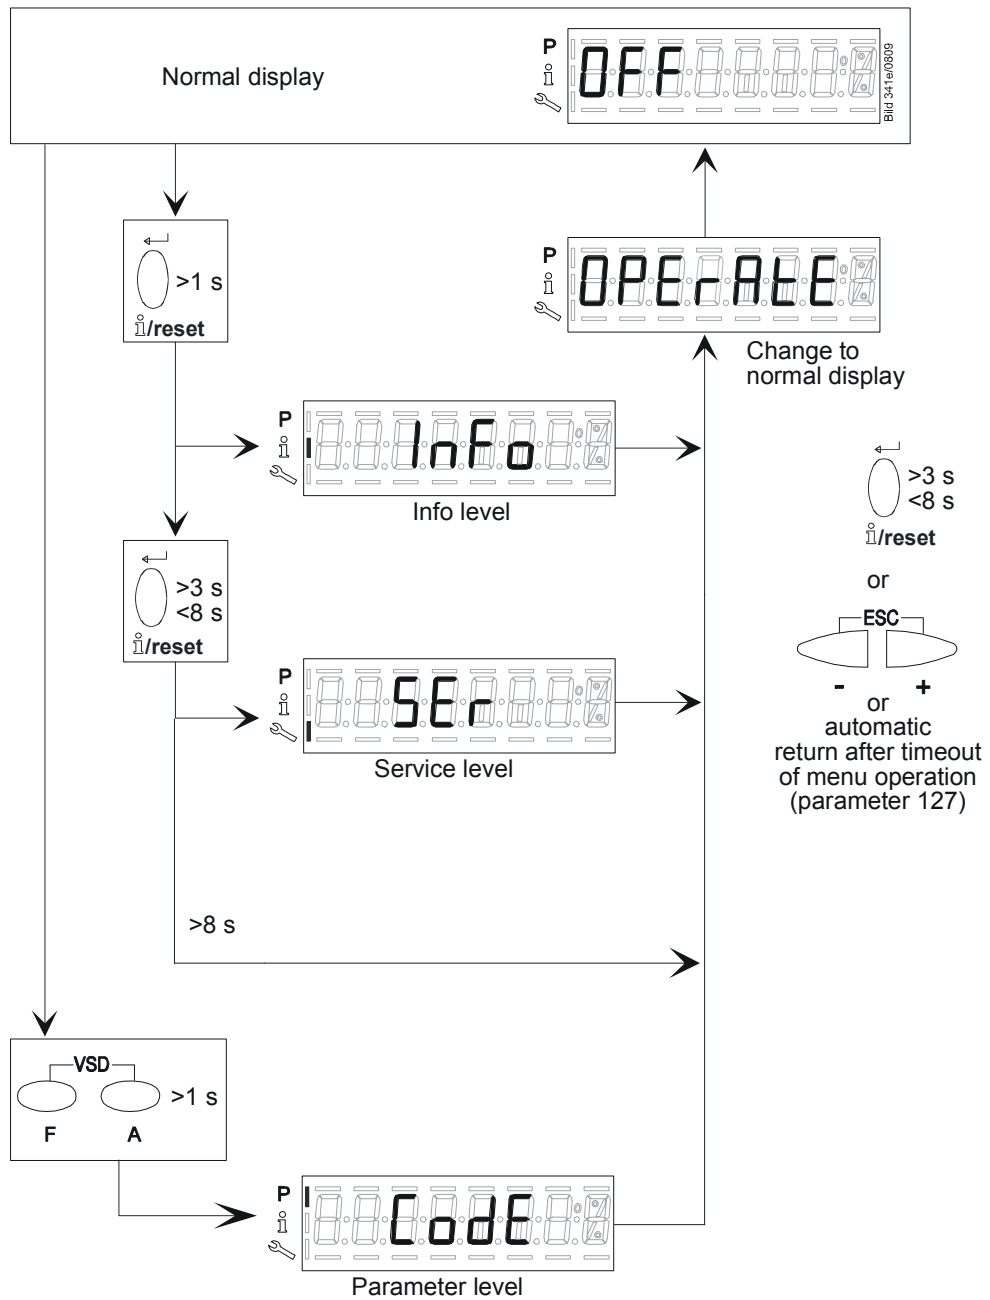 Normal display
P
i
OFF
Bild 341e/0809
>1 s
i/reset
P
i
OPErAtE
Change to
normal display
P
i
InFo
Info level
>3 s
<8 s
i/reset
>3 s
<8 s
i/reset
or
ESC
- +
or
automatic
return after timeout
of menu operation
(parameter 127)
P
i
SEr
Service level
>8 s
VSD
>1 s
F A
P
i
CodE
Parameter level